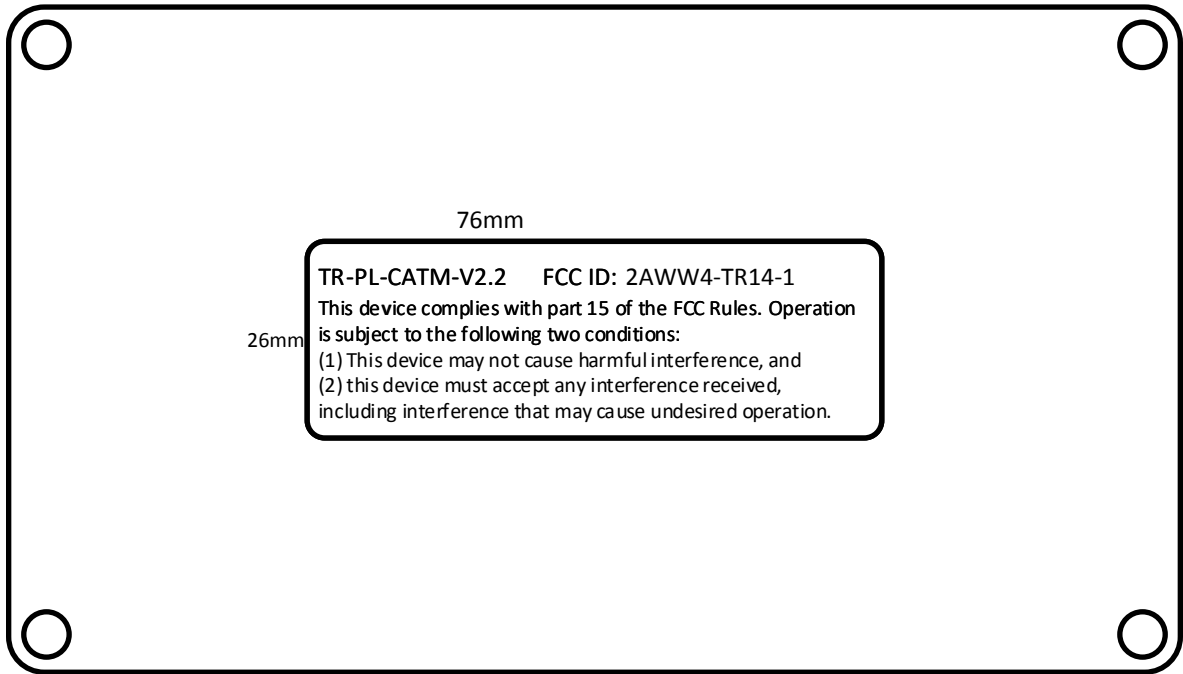 76mm
TR-PL-CATM-V2.2 FCC ID: 2AWW4-TR14-1
This device complies with part 15 of the FCC Rules. Operation
is subject to the following two conditions:
26mm
(1) This device may not cause harmful interference, and
(2) this device must accept any interference received,
including interference that may cause undesired operation.